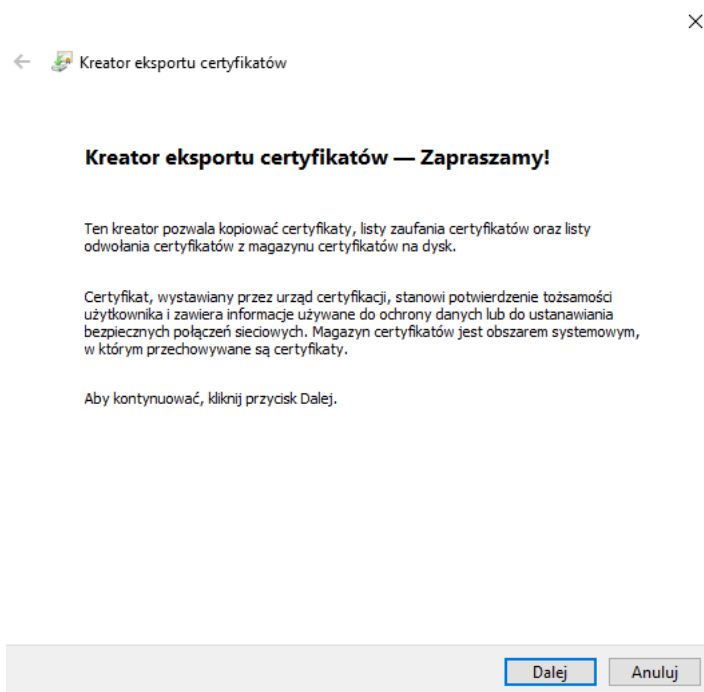 Kreator eksportu certyfikatów
Kreator eksportu certyfikatów — Zapraszamy!
Ten kreator pozwala kopiować certyfikaty, listy zaufania certyfikatów oraz listy
odwołania certyfikatów z magazynu certyfikatów na dysk.
Certyfikat, wystawiany przez urząd certyfikacji, stanowi potwierdzenie tożsamości
użytkownika i zawiera informacje używane do ochrony danych lub do ustanawiania
bezpiecznych połączeń sieciowych. Magazyn certyfikatów jest obszarem systemowym,
w którym przechowywane są certyfikaty.
Aby kontynuować, kliknij przycisk Dalej.
Dalej Anuluj